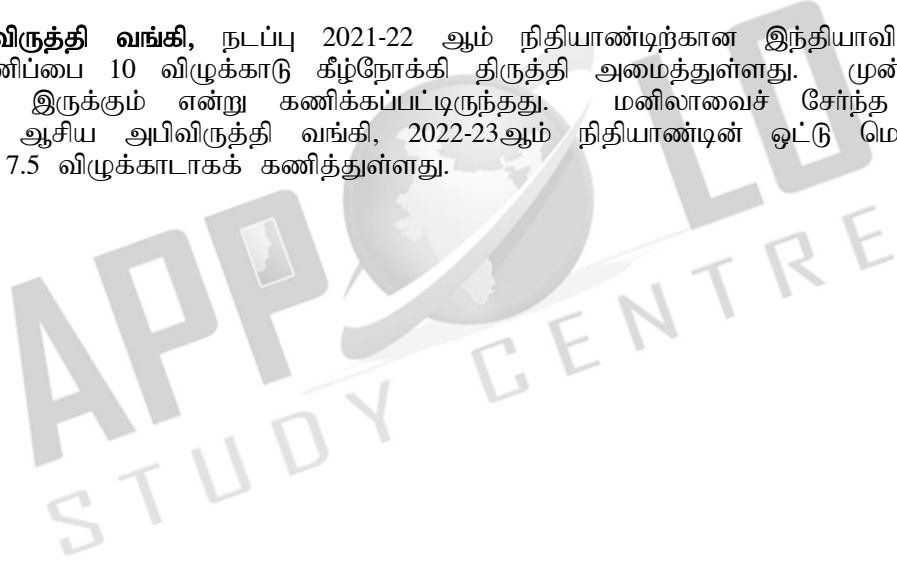 விருத்தி வங்கி, நடப்பு 2021-22 ஆம் நிதியாண்டிற்கான இந்தியாவி
ணிப்பை 10 விழுக்காடு கீழ்நோக்கி திருத்தி அமைத்துள்ளது. முன்
இருக்கும் என்று கணிக்கப்பட்டிருந்தது. மனிலாவைச் சேர்ந்த
ஆசிய அபிவிருத்தி வங்கி, 2022-23ஆம் நிதியாண்டின் ஒட்டு மெ
7.5 விழுக்காடாகக் கணித்துள்ளது.
APPOLO
STUDY CENTRE